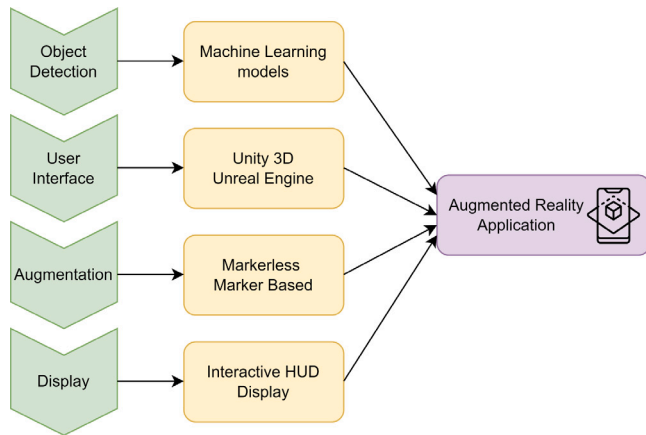 Object
Detection
Machine Learning
models
User
Interface
Unity 3D
Unreal Engine
Augmented Reality
Application
Augmentation
Markerless
Marker Based
Display
Interactive HUD
Display